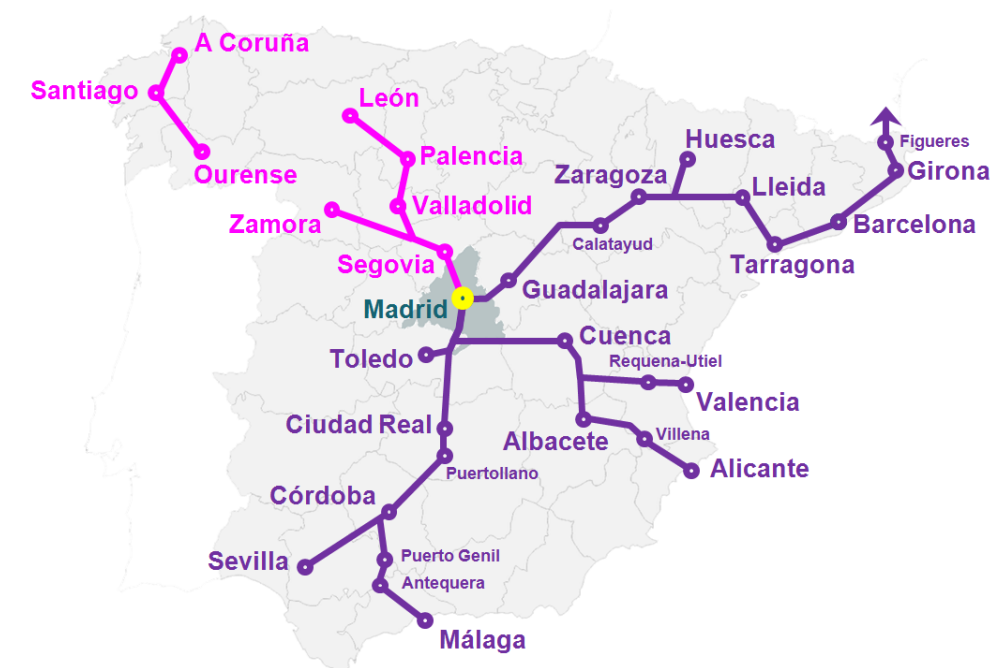 A Coruña
Santiago
León
Ourense
Palencia
Zamora
Valladolid
Segovia
Madrid
Huesca
Figueres
Zaragoza
Lleida
Girona
Calatayud
Barcelona
Tarragona
Guadalajara
Toledo
Cuenca
Requena-Utiel
Valencia
Ciudad Real
Albacete
Villena
Puertollano
Alicante
Córdoba
Sevilla
Puerto Genil
Antequera
Málaga